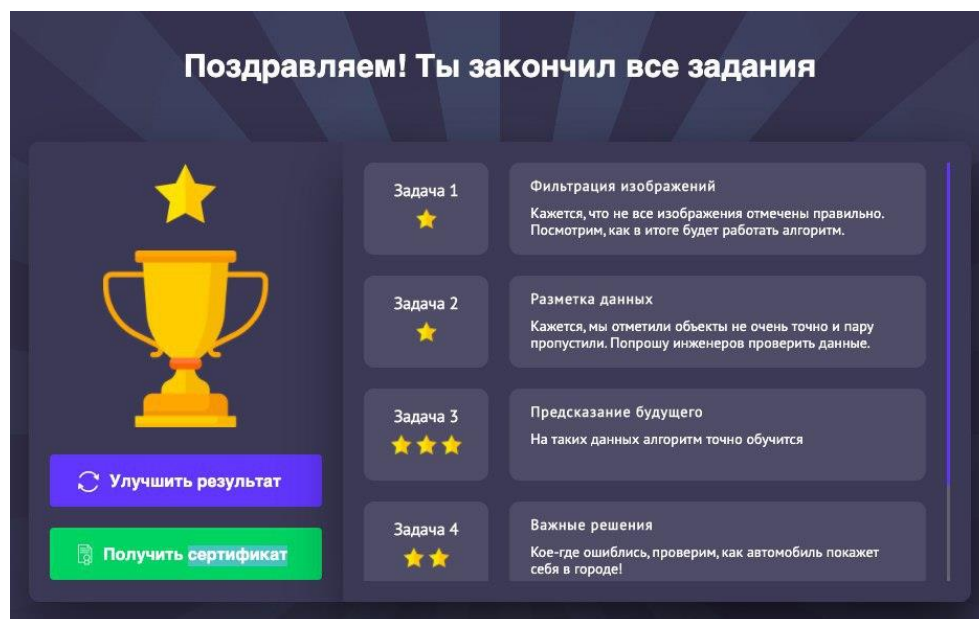 Поздравляем! Ты закончил все задания
Задача 1
Фильтрация изображений
Кажется, что не все изображения отмечены правильно.
Посмотрим, как в итоге будет работать алгоритм.
Задача 2
Разметка данных
Кажется, мы отметили объекты не очень точно и пару
пропустили. Попрошу инженеров проверить данные.
Задача 3
Предсказание будущего
На таких данных алгоритм точно обучится
Задача 4
Важные решения
Кое-где ошиблись, проверим, как автомобиль покажет
себя в городе!
Улучшить результат
Получить сертификат